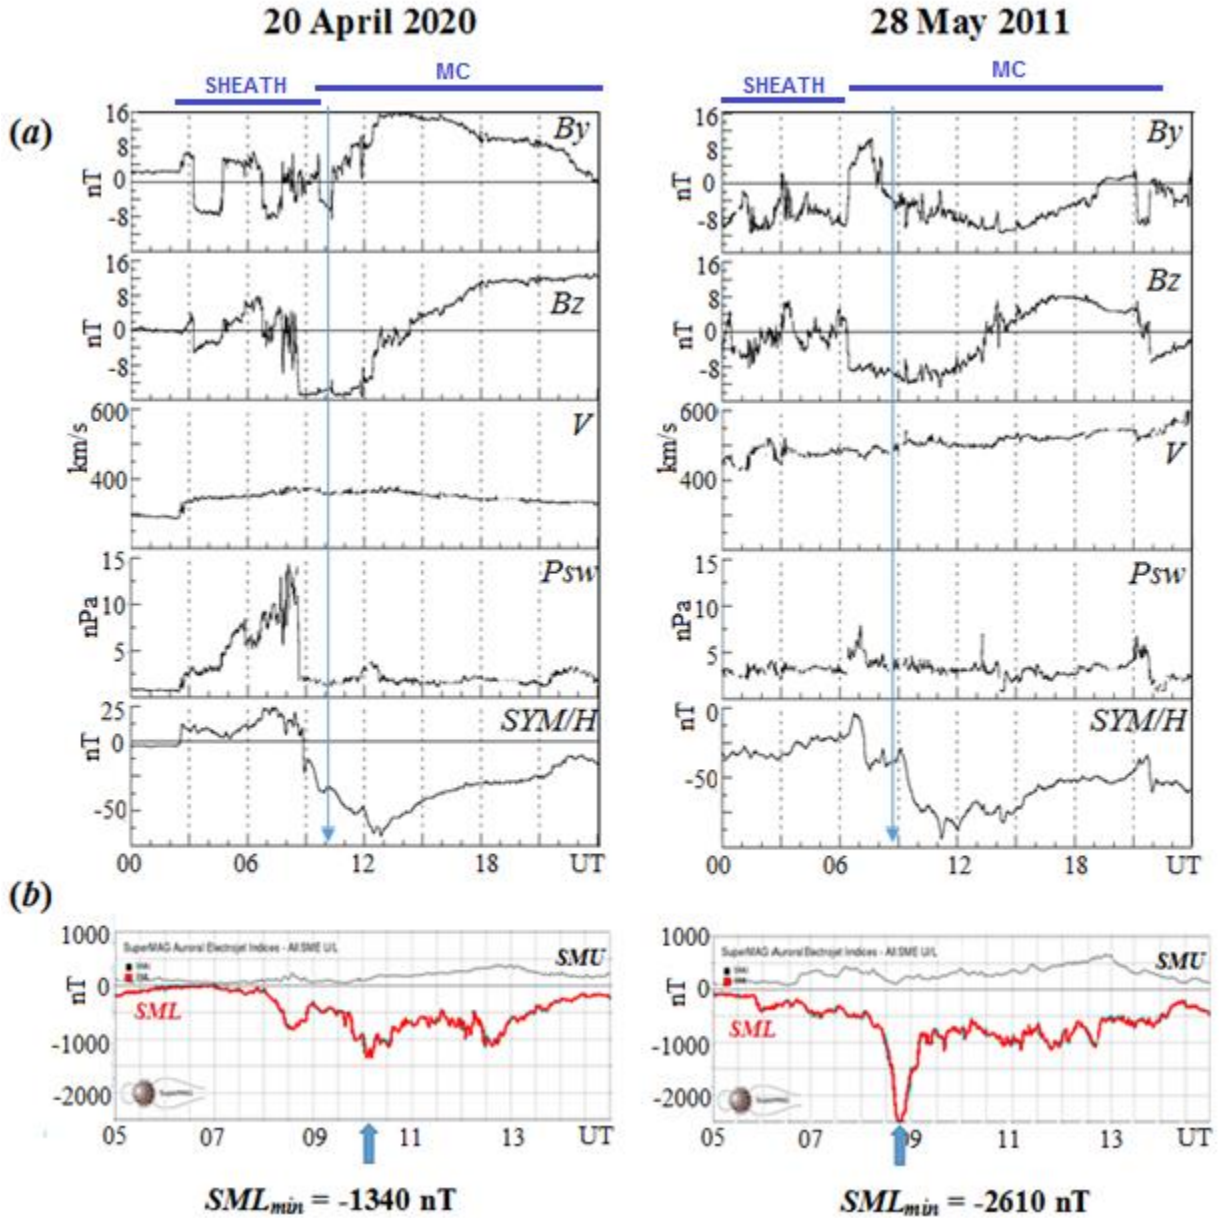 20 April 2020
28 May 2011
SHEATH
MC
SHEATH
MC
(a)
16
8
0
-8
nT
By
16
8
0
-8
nT
Bz
600
400
km/s
V
15
10
5
nPa
Psw
25
0
-50
nT
SYM/H
00 06 12 18 UT
16
8
0
-8
nT
By
16
8
0
-8
nT
Bz
600
400
km/s
V
15
10
5
nPa
Psw
0
-50
nT
SYM/H
00 06 12 18 UT
(b)
1000
0
-1000
-2000
nT
SuperMAG Auroral Electrojet Indices - All SME U/L
SMU
SML
SuperMAG
05 07 09 11 13 UT
SMLmin = -1340 nT
1000
0
-1000
-2000
nT
SuperMAG Auroral Electrojet Indices - All SME U/L
SMU
SML
SuperMAG
05 07 09 11 13 UT
SMLmin = -2610 nT